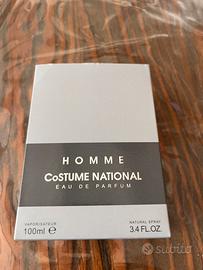 HOMME
CoSTUME NATIONAL
EAU DE PARFUM
VAPORISATEUR NATURAL SPRAY
100ml e 3.4 FL.OZ.
subito